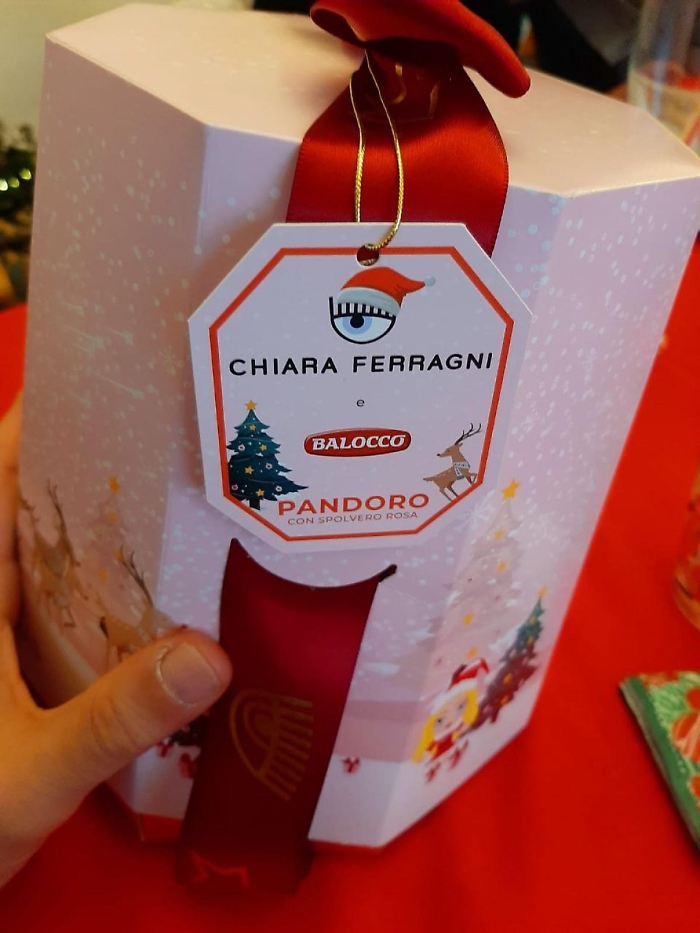 CHIARA FERRAGNI
e
BALOCCO
PANDORO
CON SPOLVERO ROSA